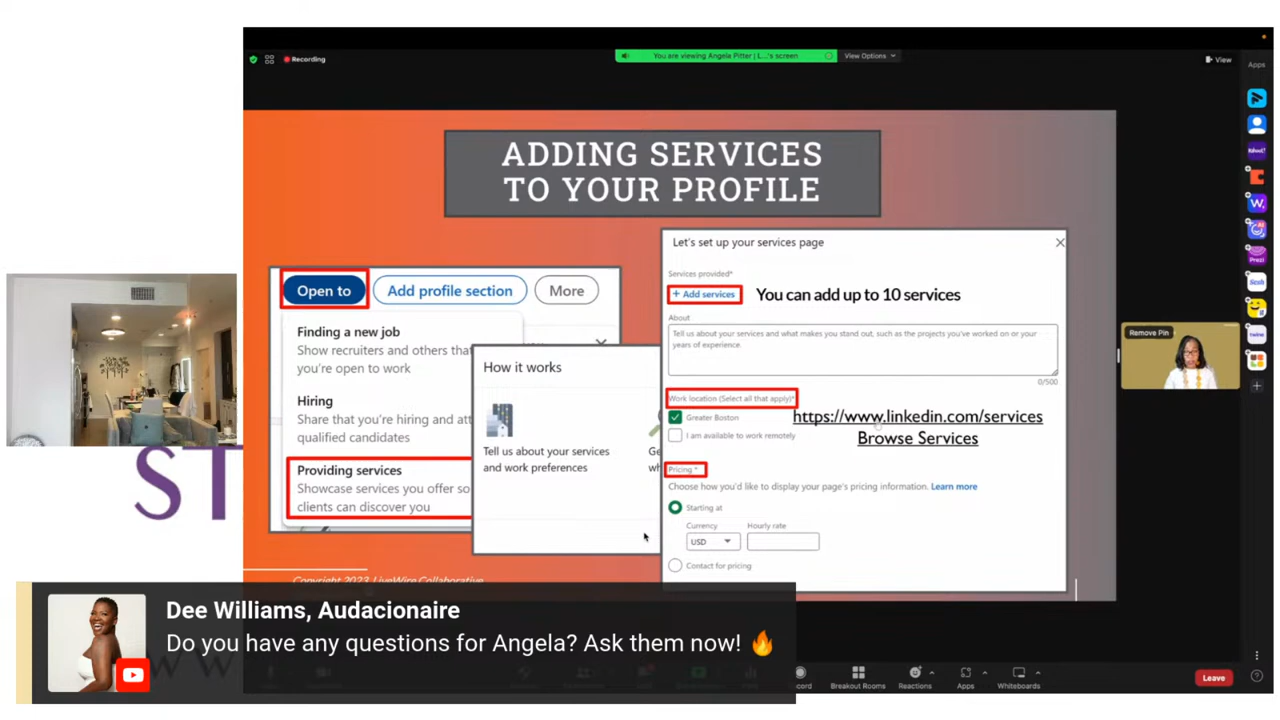 Recording
You are viewing Angela Pitter | L...'s screen
View Options
View
Apps
ADDING SERVICES
TO YOUR PROFILE
Open to
Add profile section
More
Finding a new job
Show recruiters and others that
you're open to work
Hiring
Share that you're hiring and att
qualified candidates
Providing services
Showcase services you offer so
clients can discover you
How it works
Tell us about your services
and work preferences
Let's set up your services page
Services provided*
+ Add services
You can add up to 10 services
About
Tell us about your services and what makes you stand out, such as the projects you've worked on or your
years of experience.
0/500
Work location (Select all that apply)*
Greater Boston
I am available to work remotely
https://www.linkedin.com/services
Browse Services
Pricing *
Choose how you'd like to display your page's pricing information. Learn more
Starting at
Currency
Hourly rate
USD
Contact for pricing
Remove Pin
ST
Copyright 2023, LiveWire Collaborative
Dee Williams, Audacionaire
Do you have any questions for Angela? Ask them now! 🔥
cord
Breakout Rooms
Reactions
Apps
Whiteboards
Leave